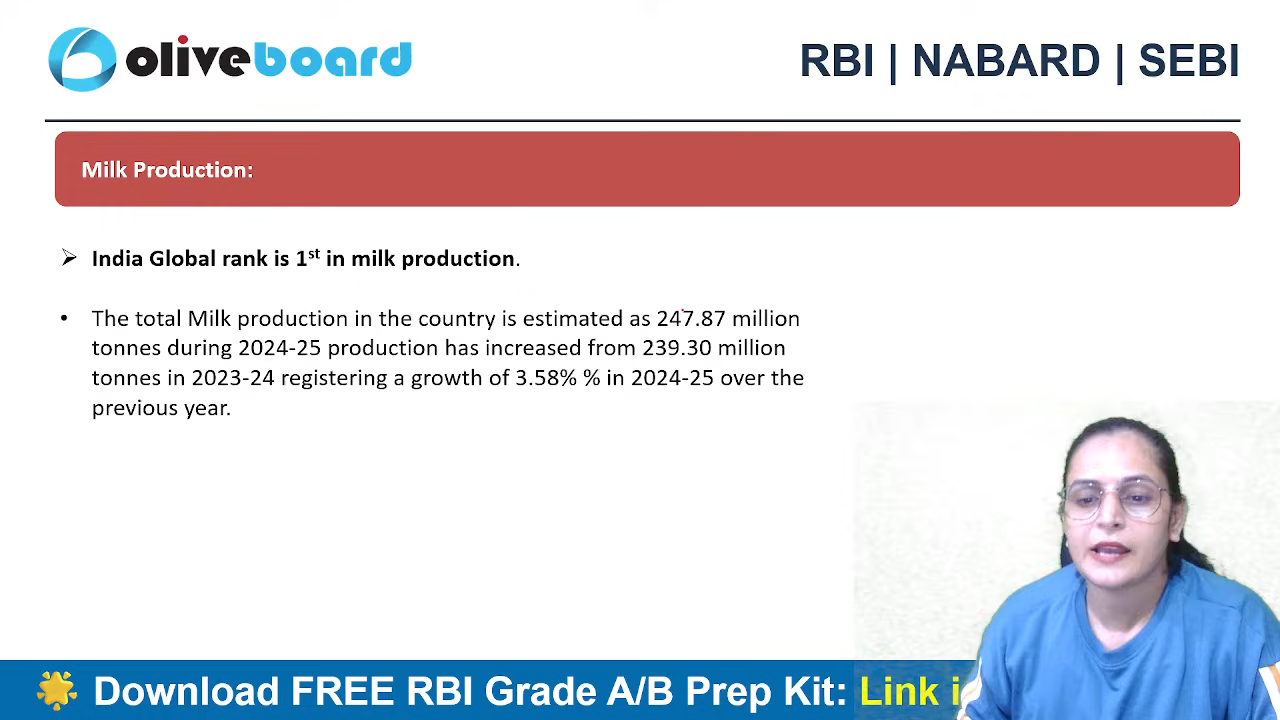 oliveboard
RBI | NABARD | SEBI
Milk Production:
➢ India Global rank is 1st in milk production.
• The total Milk production in the country is estimated as 247.87 million
tonnes during 2024-25 production has increased from 239.30 million
tonnes in 2023-24 registering a growth of 3.58% % in 2024-25 over the
previous year.
Download FREE RBI Grade A/B Prep Kit: Link i